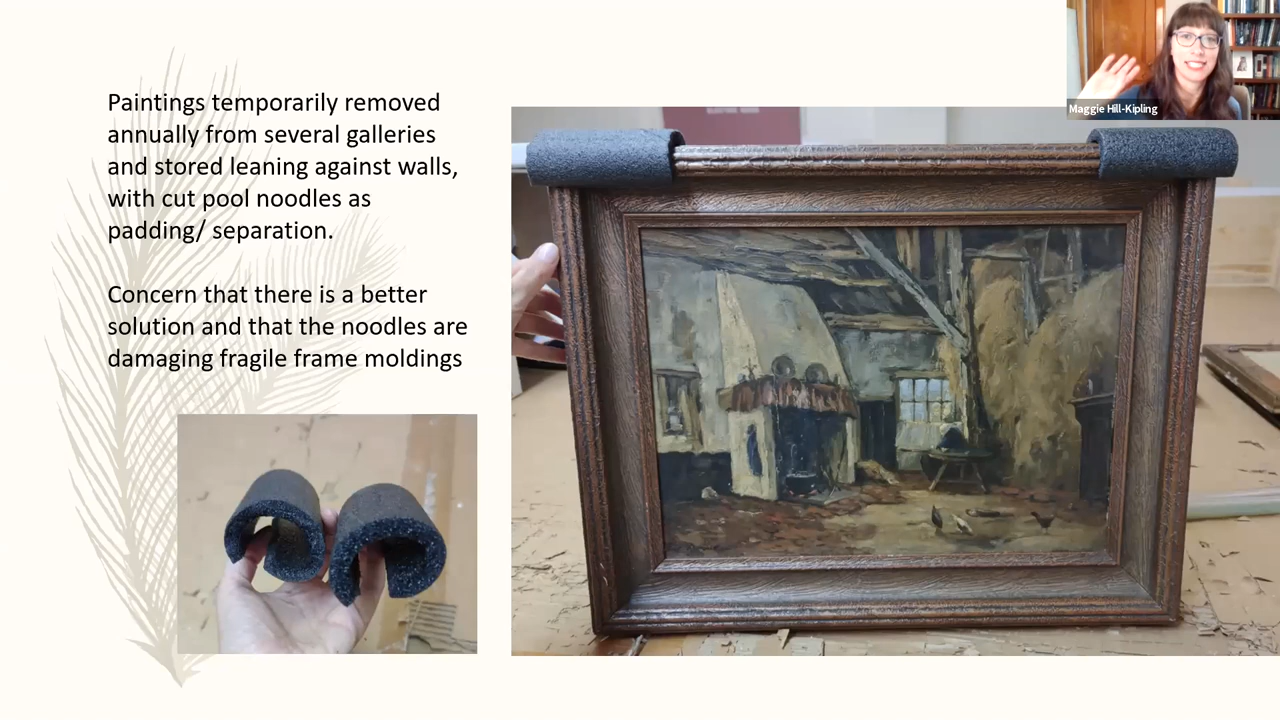 Paintings temporarily removed
annually from several galleries
and stored leaning against walls,
with cut pool noodles as
padding/ separation.
Concern that there is a better
solution and that the noodles are
damaging fragile frame moldings
Maggie Hill-Kipling